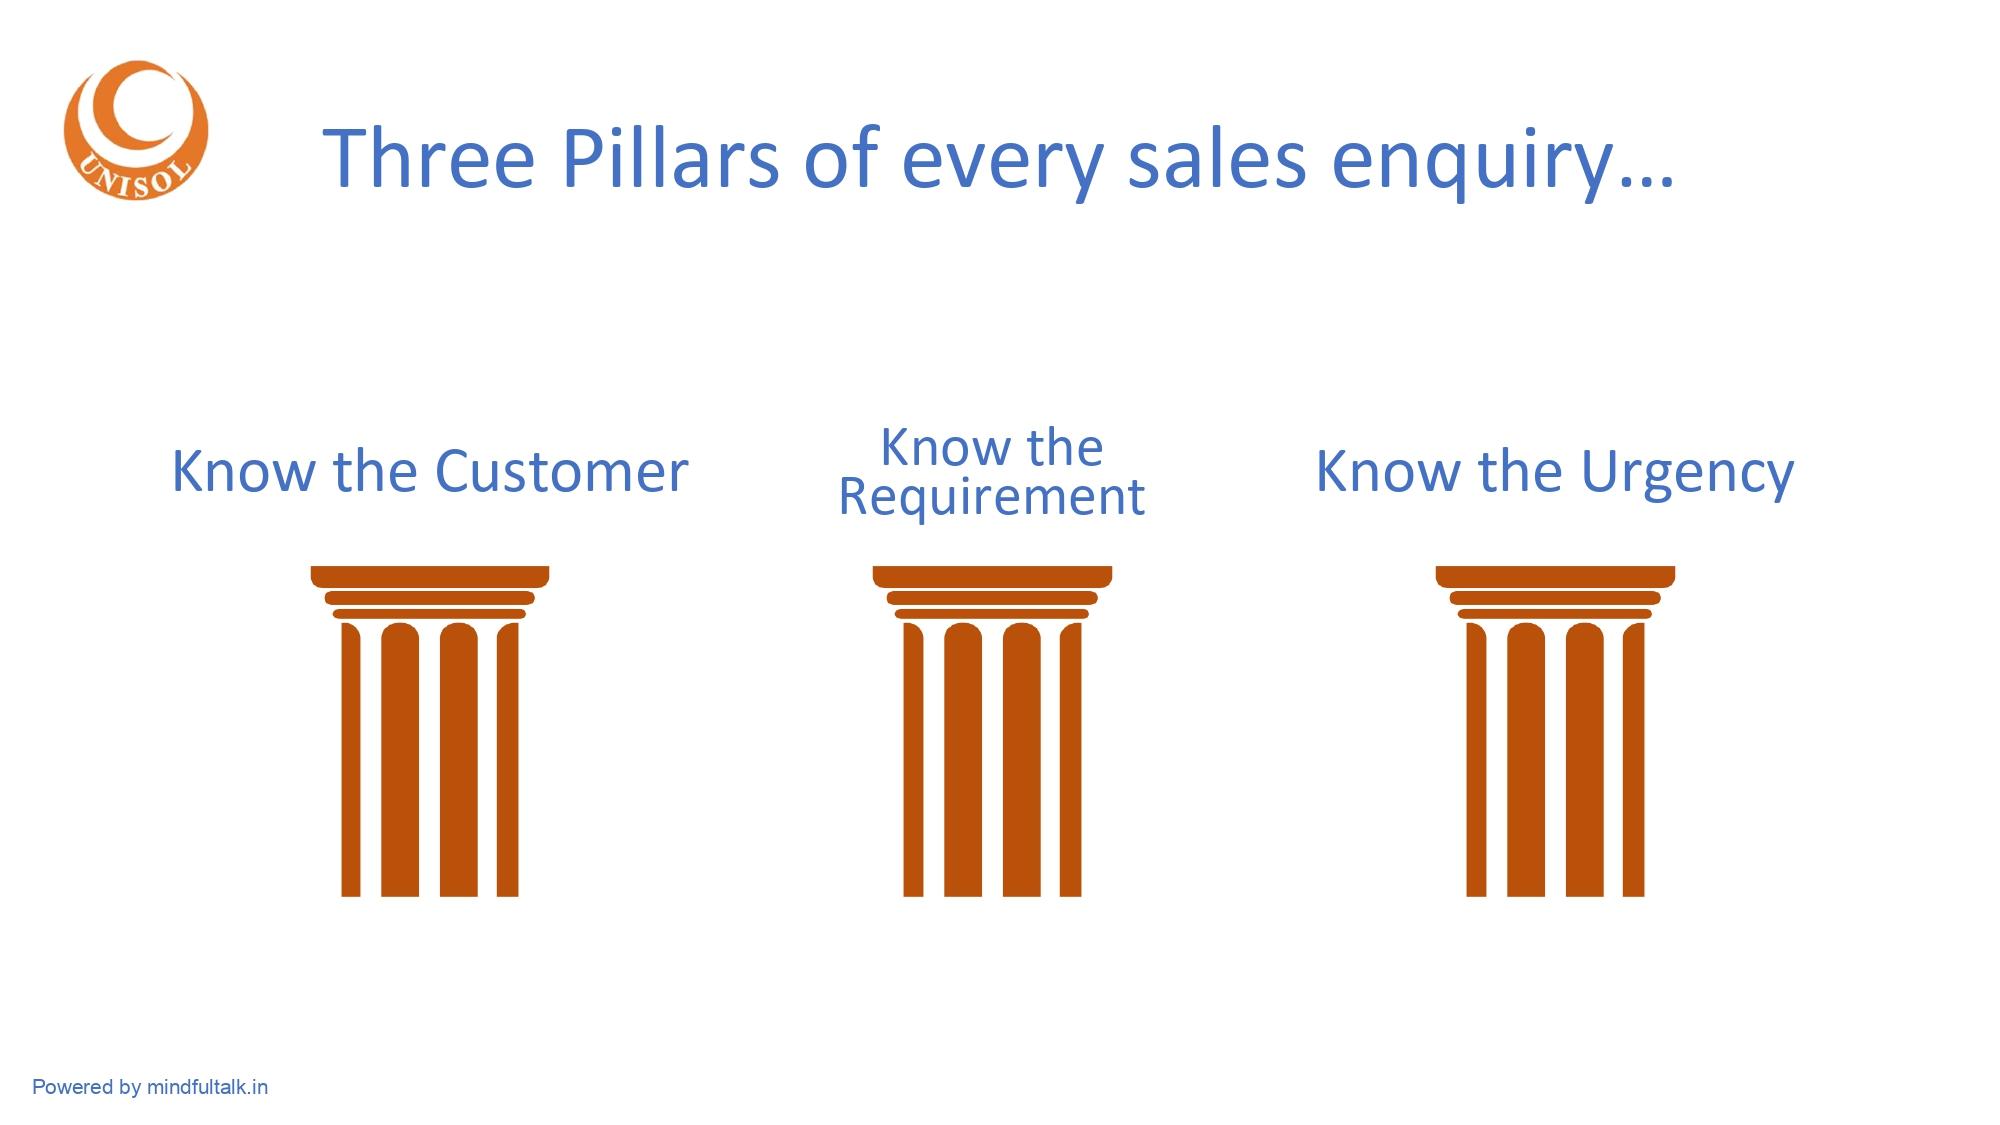 UNISOL
Three Pillars of every sales enquiry…
Know the Customer
Know the
Requirement
Know the Urgency
Powered by mindfultalk.in